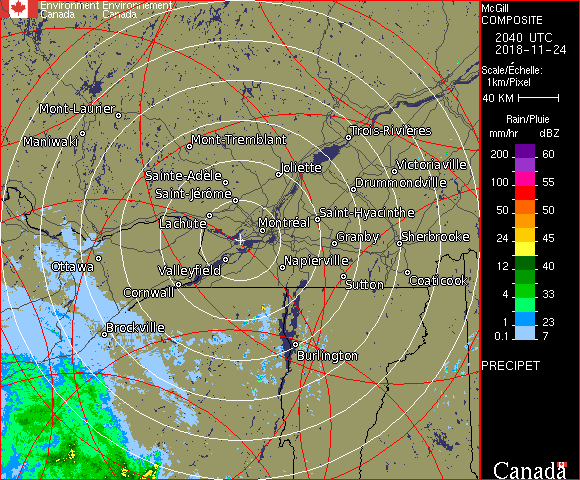 Environment Environnement
Canada Canada
McGill
COMPOSITE
2040 UTC
2018-11-24
Scale/Échelle:
1km/Pixel
40 KM
Rain/Pluie
mm/hr dBZ
200 60
55
100 55
50 50
24 45
12 40
4 33
1 23
0.1 7
PRECIPET
Canada
Mont-Laurier
Maniwaki
Mont-Tremblant
Trois-Rivières
Joliette
Victoriaville
Sainte-Adèle
Drummondville
Saint-Jérôme
Saint-Hyacinthe
Lachute
Montréal
Granby
Sherbrooke
Ottawa
Valleyfield
Napierville
Sutton
Coaticook
Cornwall
Brockville
Burlington